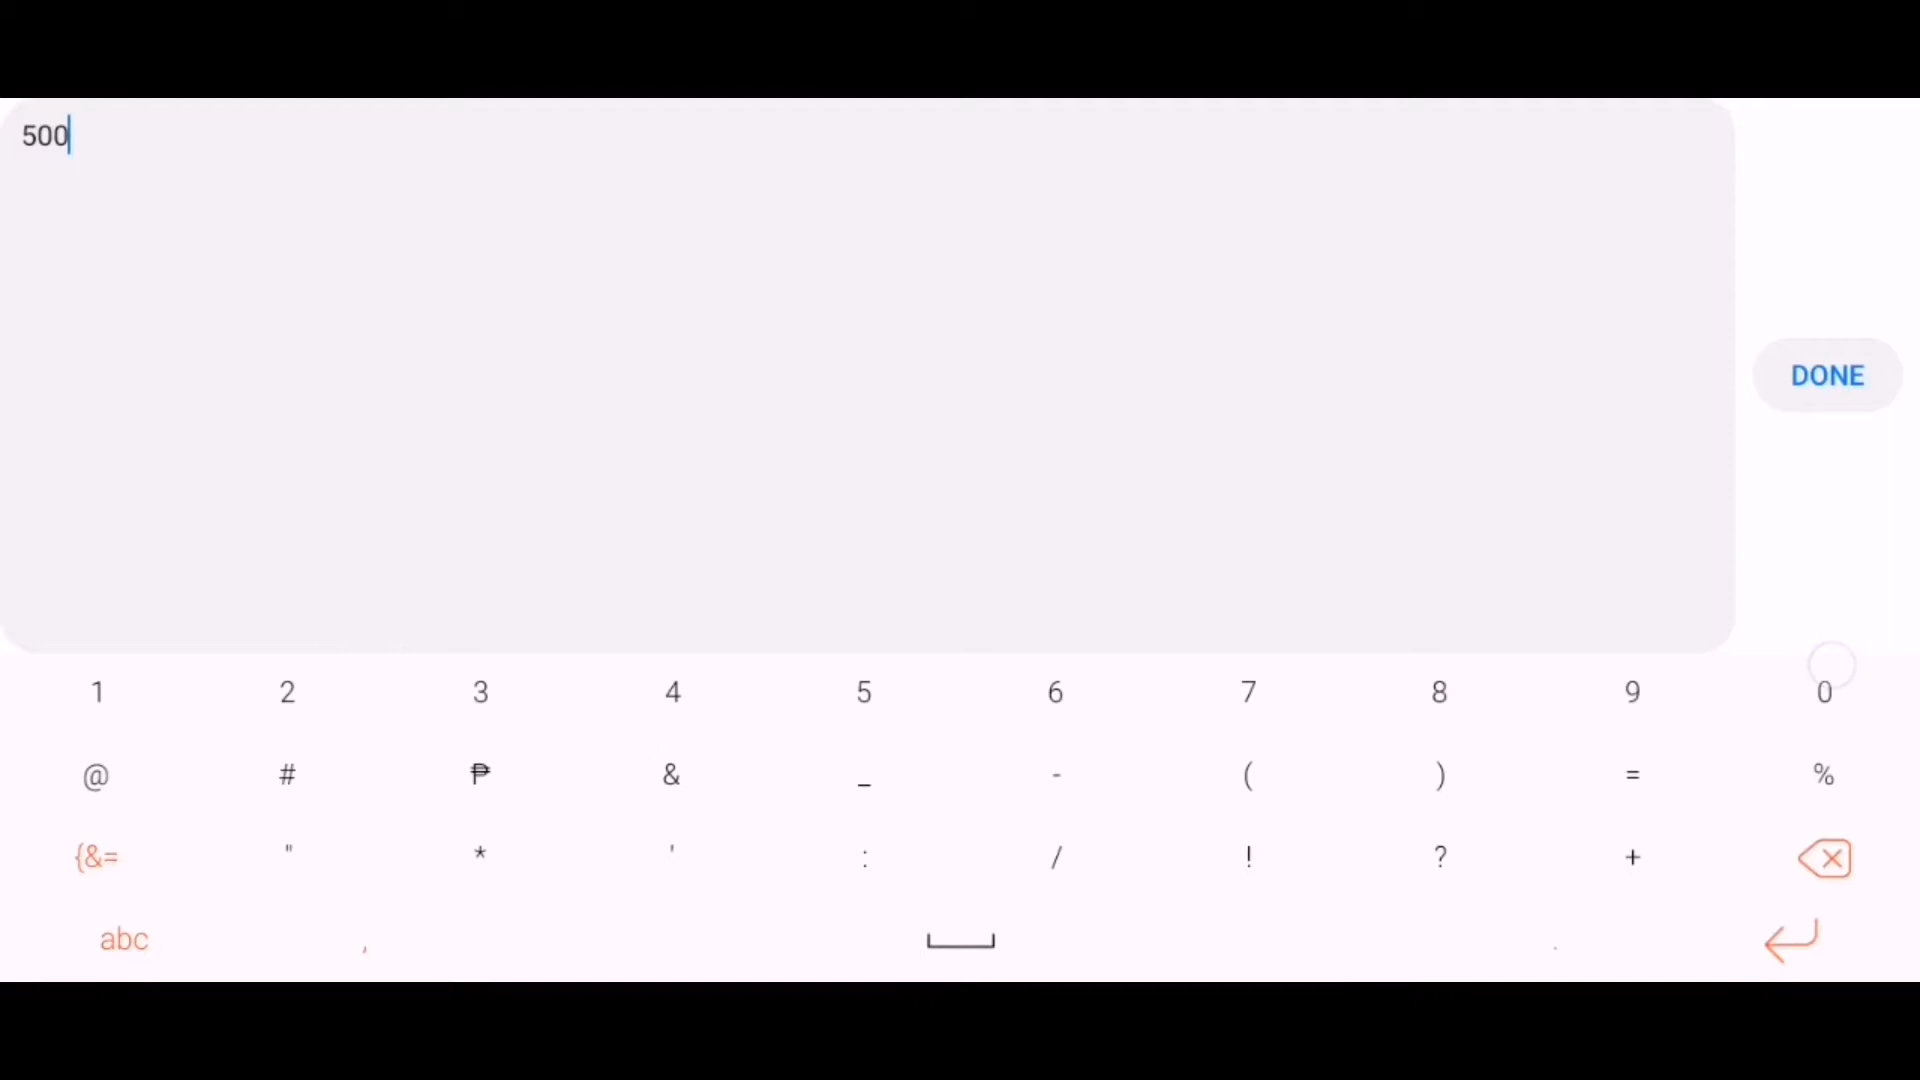 500
DONE
1 2 3 4 5 6 7 8 9 0
@ # ₱ & _ - ( ) = %
{&= " * ' : / ! ? +
abc , .